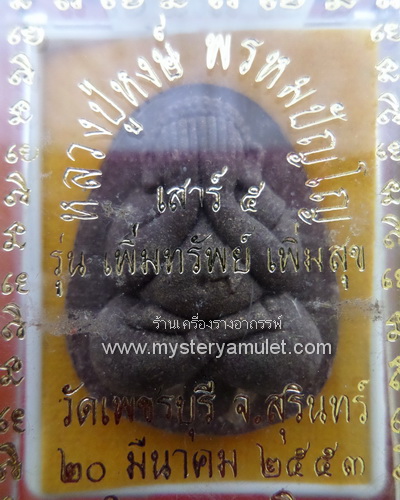 หลวงปู่หงษ์ พรหมปัญโญ
เสาร์ ๕
รุ่น เพิ่มทรัพย์ เพิ่มสุข
ร้านเครื่องรางอาถรรพ์
www.mysteryamulet.com
วัดเพชรบุรี จ.สุรินทร์
๒๐ มีนาคม ๒๕๕๓